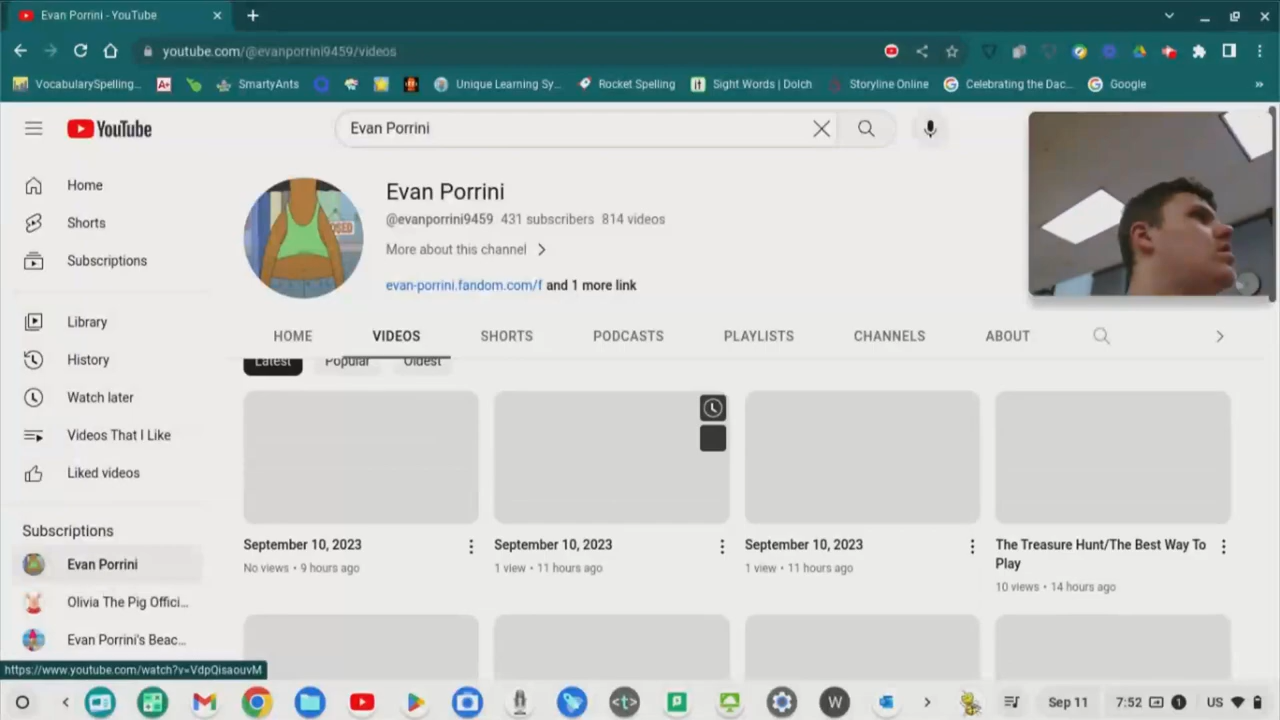 Evan Porrini - YouTube
youtube.com/@evanporrini9459/videos
VocabularySpelling...
A+
SmartyAnts
Unique Learning Sy...
Rocket Spelling
Sight Words | Dolch
Storyline Online
Celebrating the Dac...
Google
»
YouTube
Evan Porrini
Home
Shorts
Subscriptions
Library
History
Watch later
Videos That I Like
Liked videos
Subscriptions
Evan Porrini
Olivia The Pig Offici...
Evan Porrini's Beac...
Evan Porrini
@evanporrini9459 431 subscribers 814 videos
More about this channel
evan-porrini.fandom.com/f and 1 more link
HOME VIDEOS SHORTS PODCASTS PLAYLISTS CHANNELS ABOUT
Latest Popular Oldest
September 10, 2023
No views • 9 hours ago
September 10, 2023
1 view • 11 hours ago
September 10, 2023
1 view • 11 hours ago
The Treasure Hunt/The Best Way To
Play
10 views • 14 hours ago
https://www.youtube.com/watch?v=VdpQisaouvM
<t>
W
Sep 11
7:52
1
US